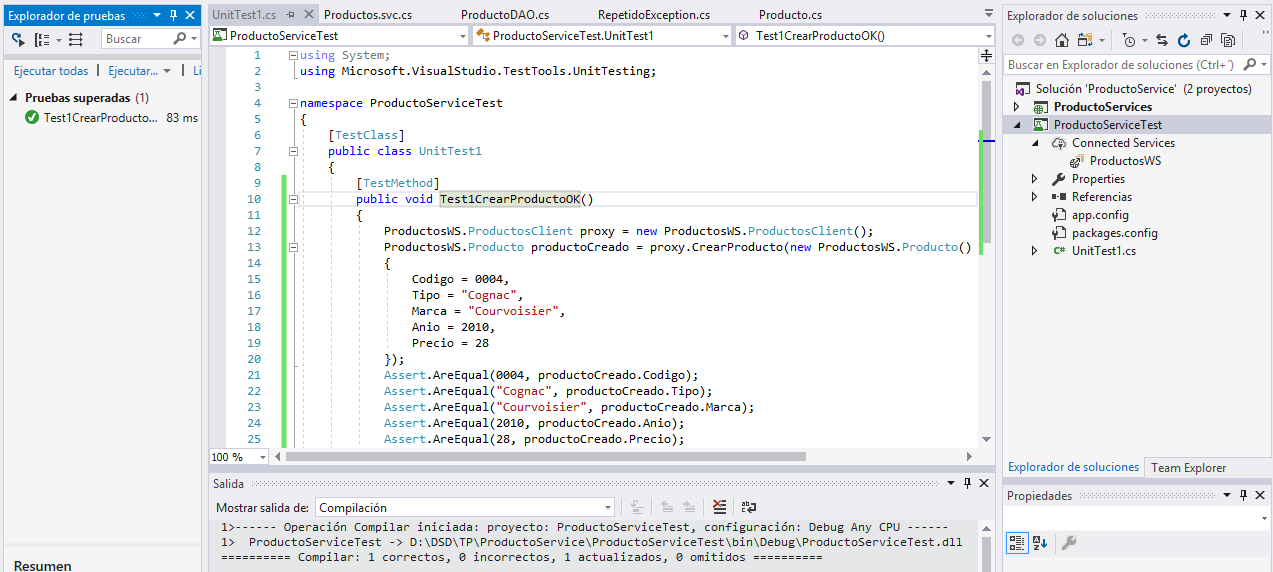 Explorador de pruebas
Buscar
Ejecutar todas | Ejecutar... | Li
Pruebas superadas (1)
Test1CrearProducto... 83 ms
Resumen
UnitTest1.cs
Productos.svc.cs
ProductoDAO.cs
RepetidoException.cs
Producto.cs
ProductoServiceTest
ProductoServiceTest.UnitTest1
Test1CrearProductoOK()
1 using System;
2 using Microsoft.VisualStudio.TestTools.UnitTesting;
3
4 namespace ProductoServiceTest
5 {
6 [TestClass]
7 public class UnitTest1
8 {
9 [TestMethod]
10 public void Test1CrearProductoOK()
11 {
12 ProductosWS.ProductosClient proxy = new ProductosWS.ProductosClient();
13 ProductosWS.Producto productoCreado = proxy.CrearProducto(new ProductosWS.Producto()
14 {
15 Codigo = 0004,
16 Tipo = "Cognac",
17 Marca = "Courvoisier",
18 Anio = 2010,
19 Precio = 28
20 });
21 Assert.AreEqual(0004, productoCreado.Codigo);
22 Assert.AreEqual("Cognac", productoCreado.Tipo);
23 Assert.AreEqual("Courvoisier", productoCreado.Marca);
24 Assert.AreEqual(2010, productoCreado.Anio);
25 Assert.AreEqual(28, productoCreado.Precio);
100 %
Salida
Mostrar salida de: Compilación
1>------ Operación Compilar iniciada: proyecto: ProductoServiceTest, configuración: Debug Any CPU ------
1> ProductoServiceTest -> D:\DSD\TP\ProductoService\ProductoServiceTest\bin\Debug\ProductoServiceTest.dll
========== Compilar: 1 correctos, 0 incorrectos, 1 actualizados, 0 omitidos ==========
Explorador de soluciones
Buscar en Explorador de soluciones (Ctrl+´)
Solución 'ProductoService' (2 proyectos)
ProductoServices
ProductoServiceTest
Connected Services
ProductosWS
Properties
Referencias
app.config
packages.config
C# UnitTest1.cs
Explorador de soluciones
Team Explorer
Propiedades